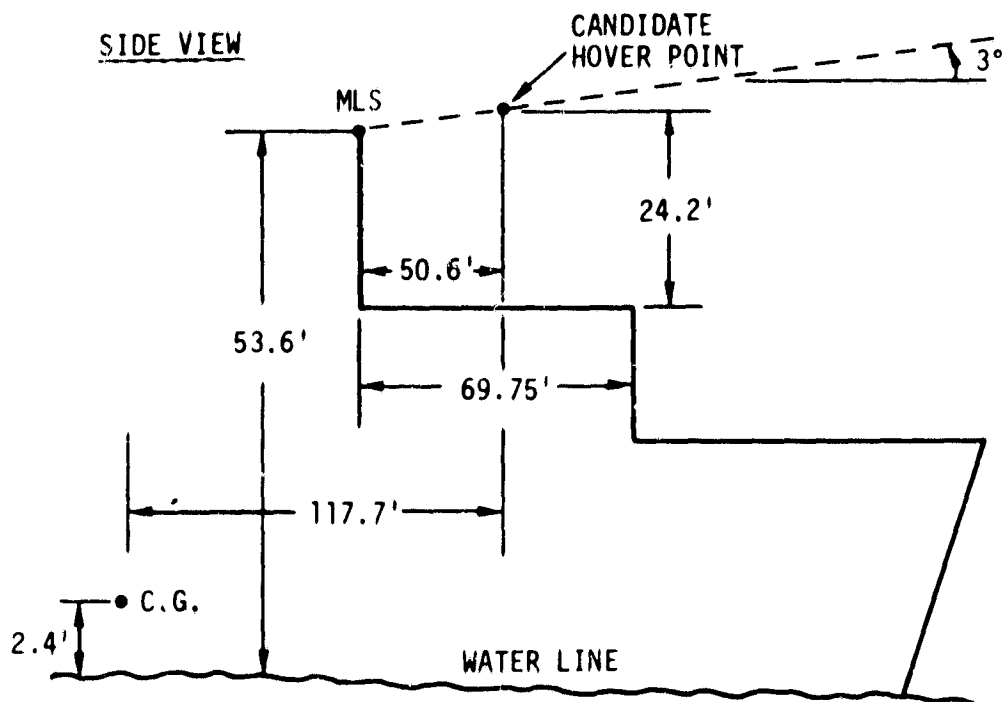 SIDE VIEW
CANDIDATE
HOVER POINT
3°
MLS
24.2'
50.6'
53.6'
69.75'
117.7'
C.G.
2.4'
WATER LINE